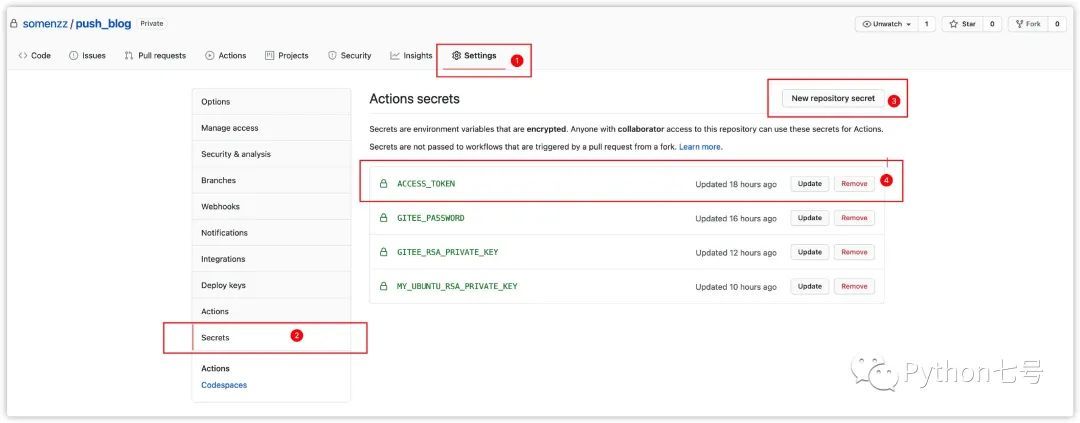 somenzz / push_blog Private
Unwatch 1 Star 0 Fork 0
Code Issues Pull requests Actions Projects Security Insights Settings 1
Options
Manage access
Security & analysis
Branches
Webhooks
Notifications
Integrations
Deploy keys
Actions
Secrets 2
Actions
Codespaces
Actions secrets
New repository secret 3
Secrets are environment variables that are encrypted. Anyone with collaborator access to this repository can use these secrets for Actions.
Secrets are not passed to workflows that are triggered by a pull request from a fork. Learn more.
ACCESS_TOKEN Updated 18 hours ago Update Remove 4
GITEE_PASSWORD Updated 16 hours ago Update Remove
GITEE_RSA_PRIVATE_KEY Updated 12 hours ago Update Remove
MY_UBUNTU_RSA_PRIVATE_KEY Updated 10 hours ago Update Remove
Python七号